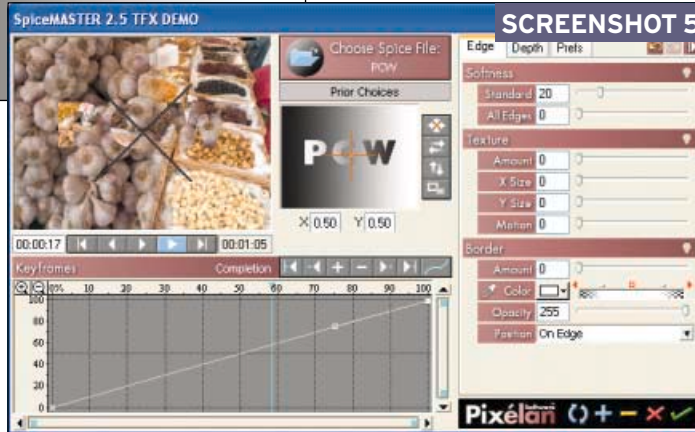 SpiceMASTER 2.5 TFX DEMO
SCREENSHOT 5
Choose Spice File:
PCW
Prior Choices
PCW
X 0.50 Y 0.50
00:00:17
00:01:05
Keyframes Completion
0% 10 20 30 40 50 60 70 80 90 100
100
80
60
40
20
0
Edge Depth Prefs
Softness
Standard 20
All Edges 0
Texture
Amount 0
X Size 0
Y Size 0
Motion 0
Border
Amount 0
Color
Opacity 255
Position On Edge
Pixélan